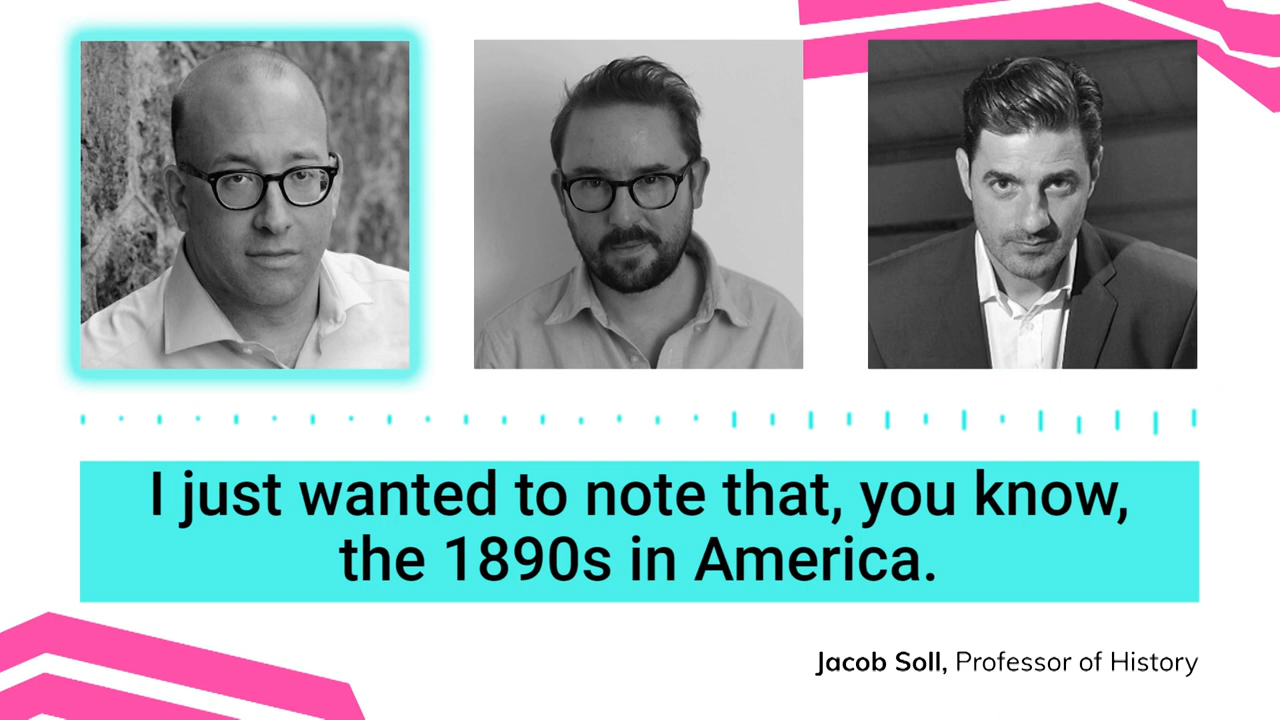 I just wanted to note that, you know,
the 1890s in America.
Jacob Soll, Professor of History